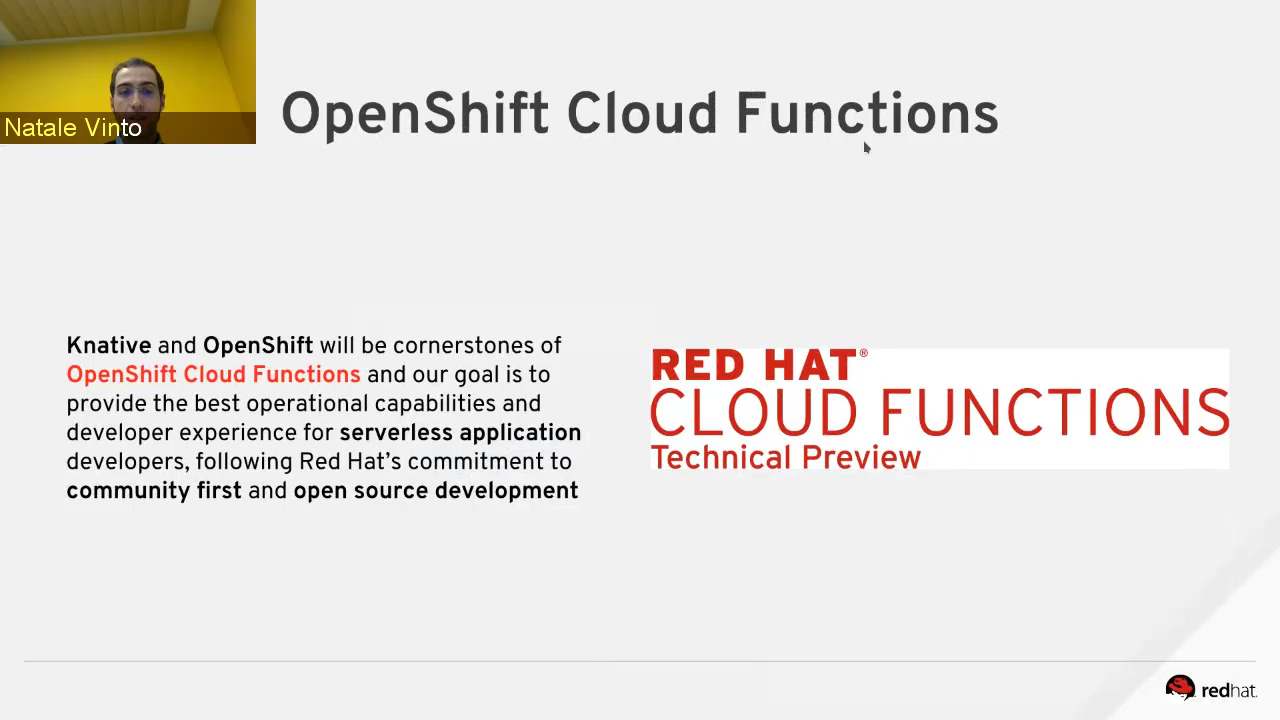 Natale Vinto
OpenShift Cloud Functions
Knative and OpenShift will be cornerstones of
OpenShift Cloud Functions and our goal is to
provide the best operational capabilities and
developer experience for serverless application
developers, following Red Hat's commitment to
community first and open source development
RED HAT®
CLOUD FUNCTIONS
Technical Preview
redhat.